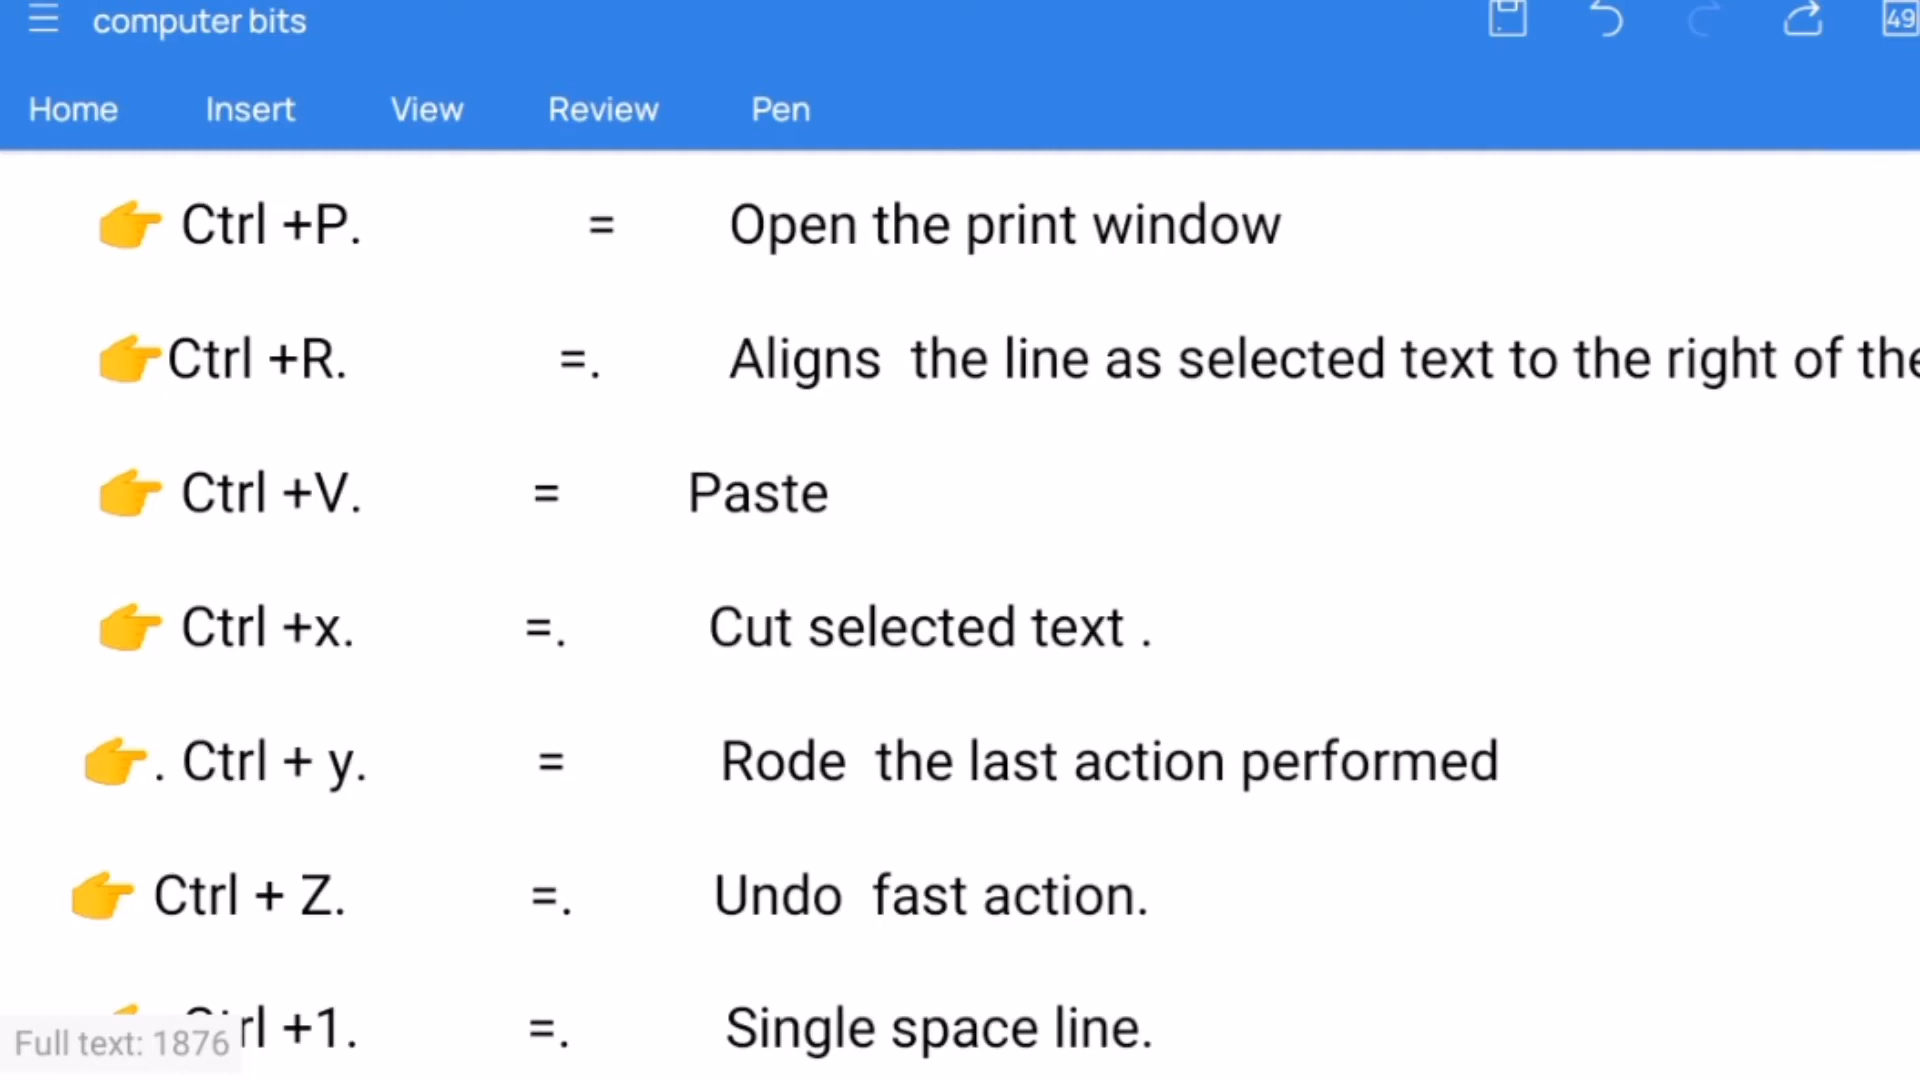 computer bits
49
Home Insert View Review Pen
👉 Ctrl +P. = Open the print window
👉Ctrl +R. =. Aligns the line as selected text to the right of the
👉 Ctrl +V. = Paste
👉 Ctrl +x. =. Cut selected text .
👉. Ctrl + y. = Rode the last action performed
👉 Ctrl + Z. =. Undo fast action.
👉 Ctrl +1. =. Single space line.
Full text: 1876